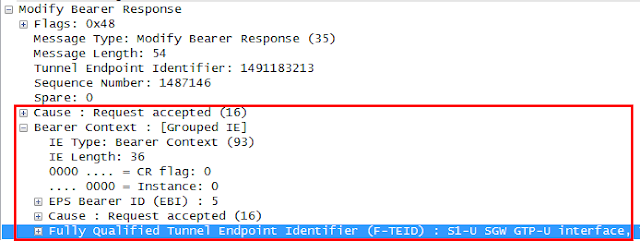 Modify Bearer Response
Flags: 0x48
Message Type: Modify Bearer Response (35)
Message Length: 54
Tunnel Endpoint Identifier: 1491183213
Sequence Number: 1487146
Spare: 0
Cause : Request accepted (16)
Bearer Context : [Grouped IE]
IE Type: Bearer Context (93)
IE Length: 36
0000 .... = CR flag: 0
.... 0000 = Instance: 0
EPS Bearer ID (EBI) : 5
Cause : Request accepted (16)
Fully Qualified Tunnel Endpoint Identifier (F-TEID) : S1-U SGW GTP-U interface,